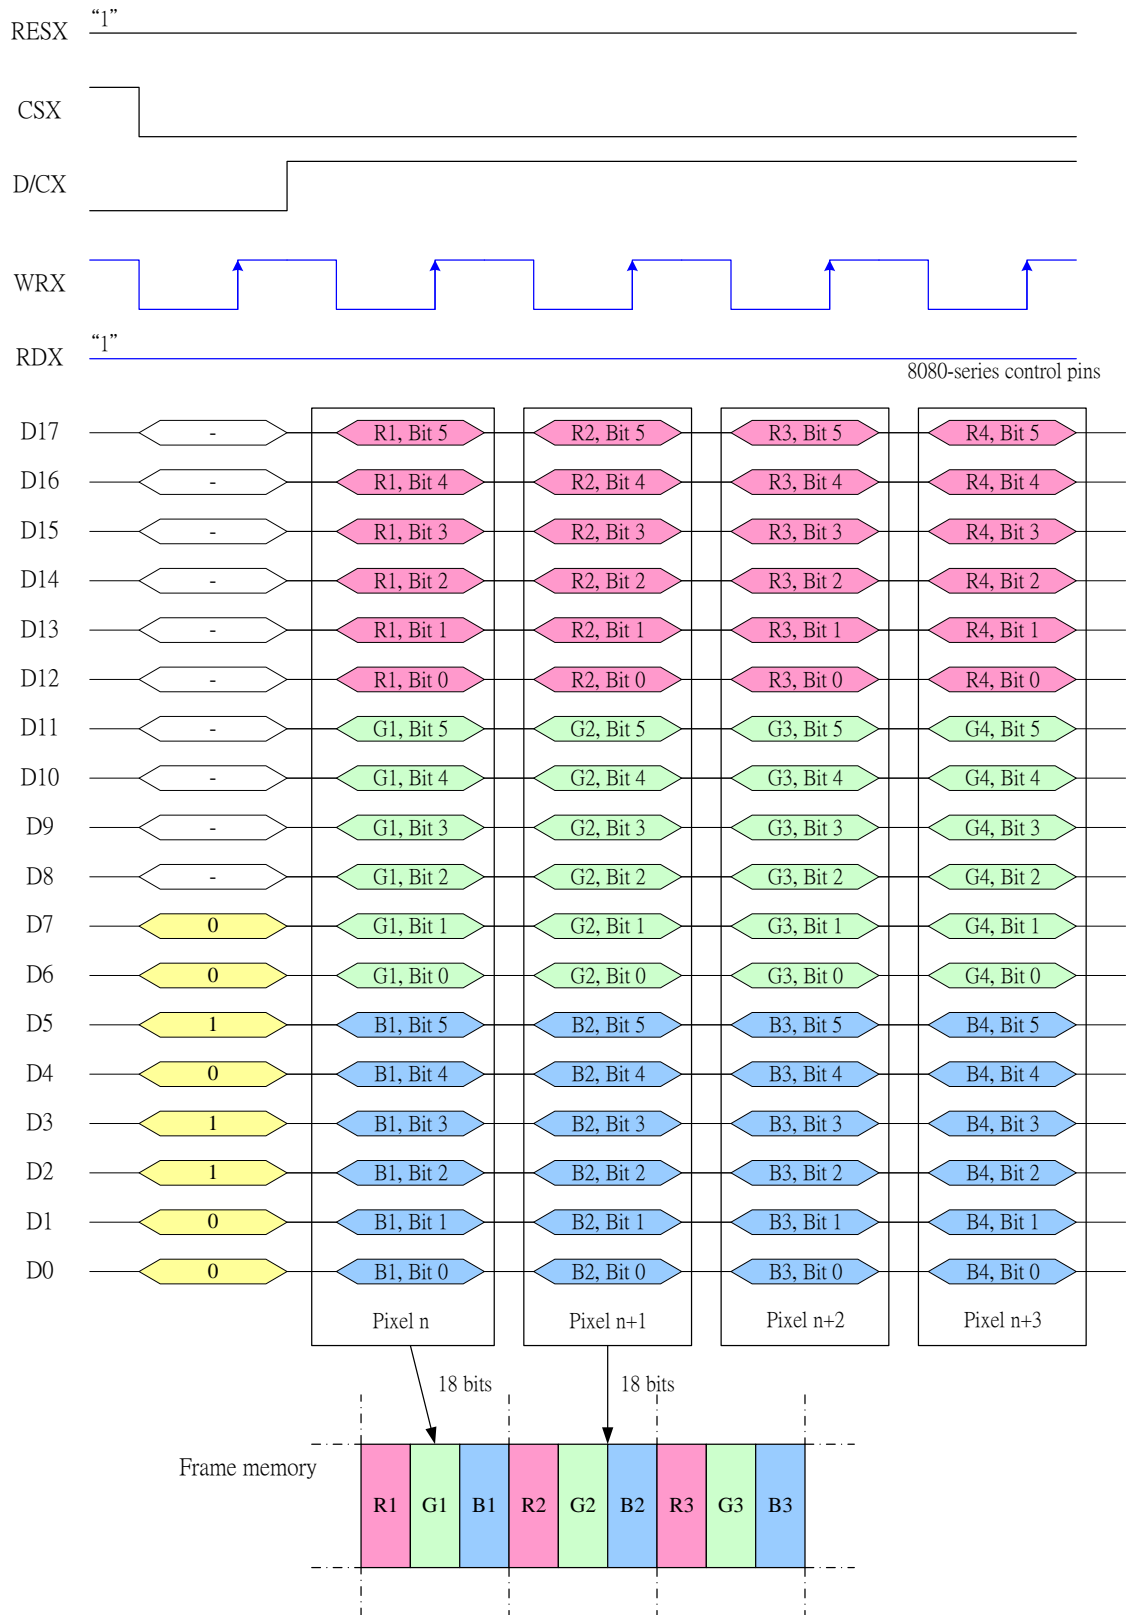 RESX “1”
CSX
D/CX
WRX
RDX “1”
8080-series control pins
D17 - R1, Bit 5 R2, Bit 5 R3, Bit 5 R4, Bit 5
D16 - R1, Bit 4 R2, Bit 4 R3, Bit 4 R4, Bit 4
D15 - R1, Bit 3 R2, Bit 3 R3, Bit 3 R4, Bit 3
D14 - R1, Bit 2 R2, Bit 2 R3, Bit 2 R4, Bit 2
D13 - R1, Bit 1 R2, Bit 1 R3, Bit 1 R4, Bit 1
D12 - R1, Bit 0 R2, Bit 0 R3, Bit 0 R4, Bit 0
D11 - G1, Bit 5 G2, Bit 5 G3, Bit 5 G4, Bit 5
D10 - G1, Bit 4 G2, Bit 4 G3, Bit 4 G4, Bit 4
D9 - G1, Bit 3 G2, Bit 3 G3, Bit 3 G4, Bit 3
D8 - G1, Bit 2 G2, Bit 2 G3, Bit 2 G4, Bit 2
D7 0 G1, Bit 1 G2, Bit 1 G3, Bit 1 G4, Bit 1
D6 0 G1, Bit 0 G2, Bit 0 G3, Bit 0 G4, Bit 0
D5 1 B1, Bit 5 B2, Bit 5 B3, Bit 5 B4, Bit 5
D4 0 B1, Bit 4 B2, Bit 4 B3, Bit 4 B4, Bit 4
D3 1 B1, Bit 3 B2, Bit 3 B3, Bit 3 B4, Bit 3
D2 1 B1, Bit 2 B2, Bit 2 B3, Bit 2 B4, Bit 2
D1 0 B1, Bit 1 B2, Bit 1 B3, Bit 1 B4, Bit 1
D0 0 B1, Bit 0 B2, Bit 0 B3, Bit 0 B4, Bit 0
Pixel n Pixel n+1 Pixel n+2 Pixel n+3
18 bits 18 bits
Frame memory
R1 G1 B1 R2 G2 B2 R3 G3 B3